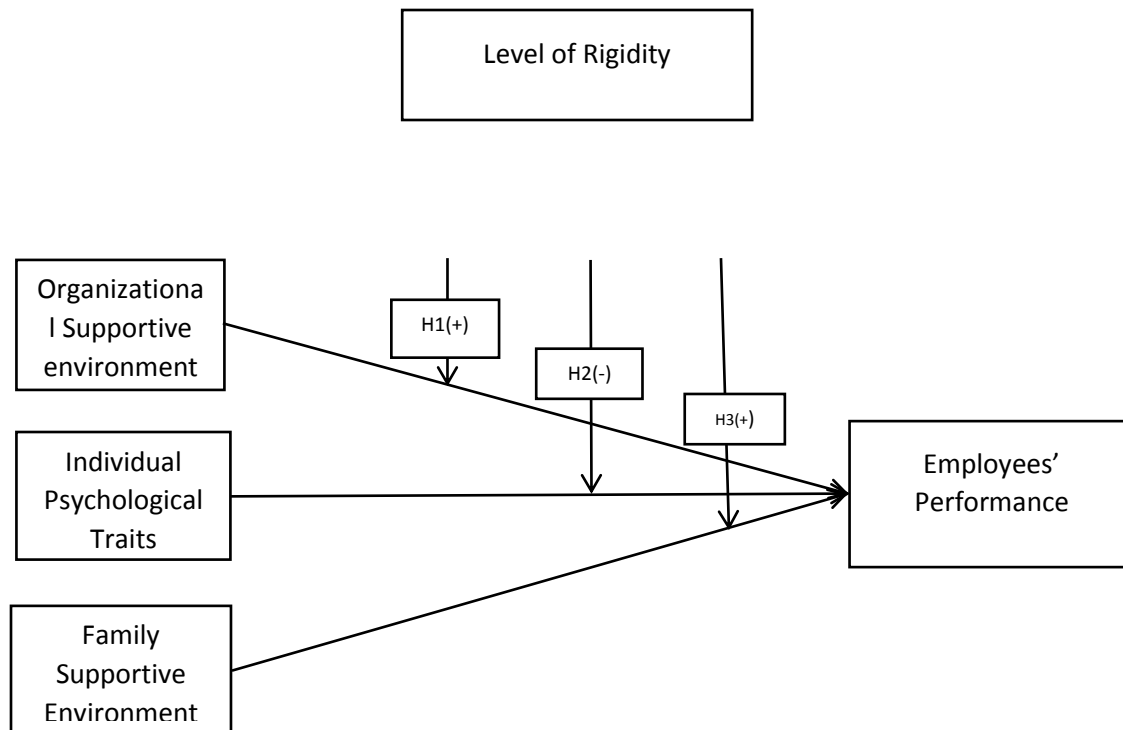 Level of Rigidity
Organizationa
l Supportive
environment
H1(+)
H2(-)
H3(+)
Individual
Psychological
Traits
Employees’
Performance
Family
Supportive
Environment